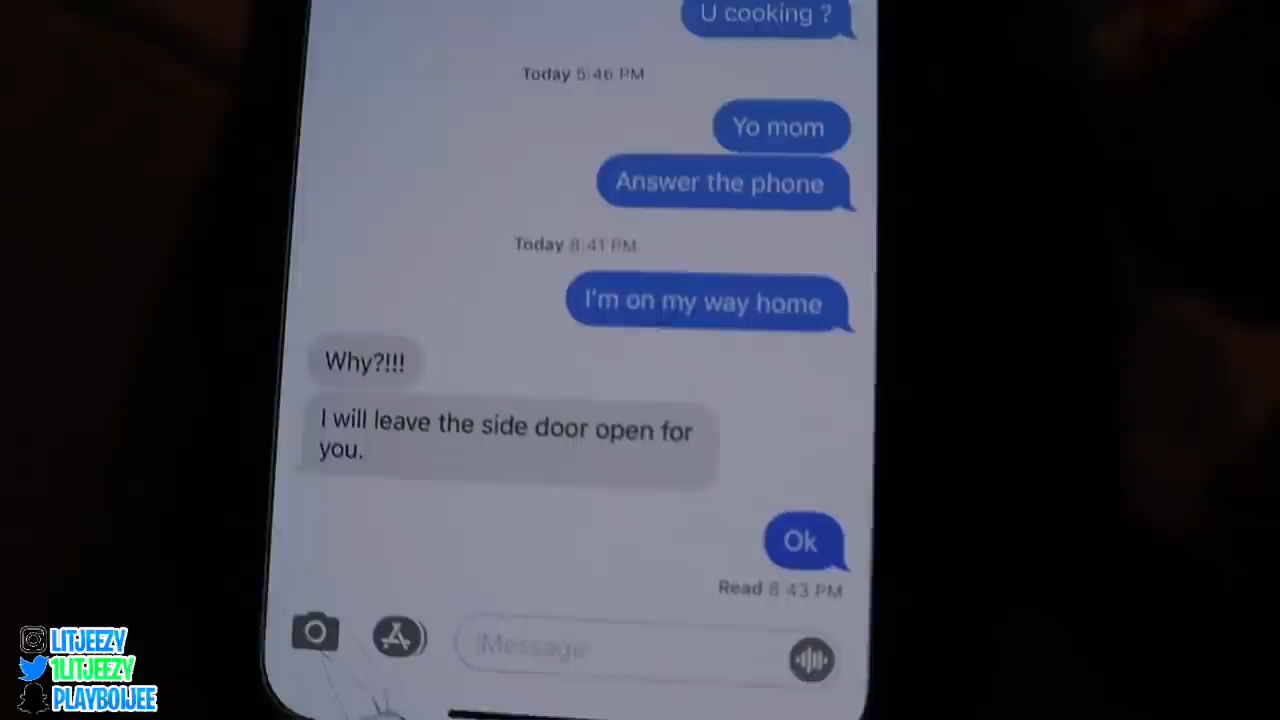 U cooking ?
Today 5:46 PM
Yo mom
Answer the phone
Today 8:41 PM
I'm on my way home
Why?!!!
I will leave the side door open for
you.
Ok
Read 8:43 PM
iMessage
LITJEEZY
1LITJEEZY
PLAYBOIJEE